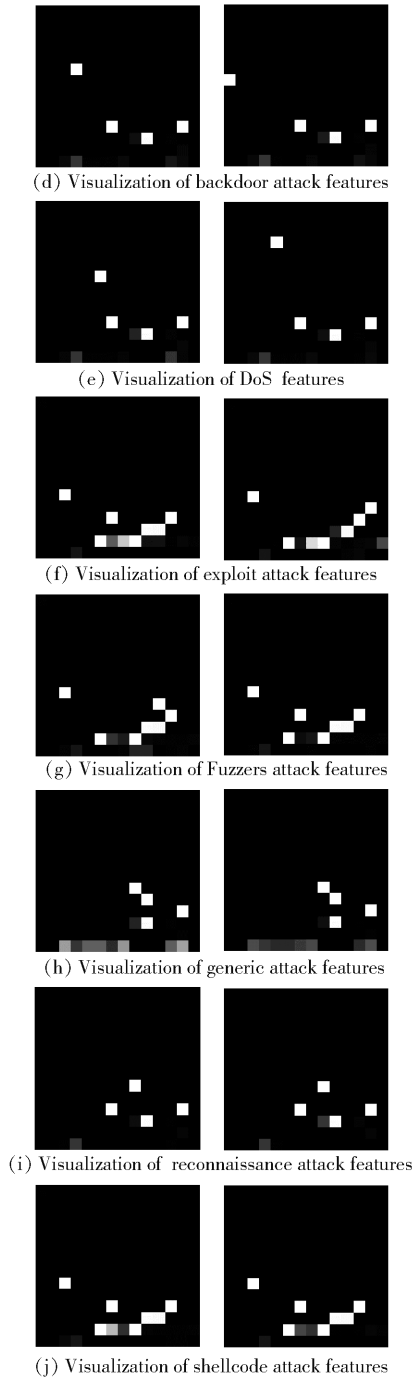 (d) Visualization of backdoor attack features
(e) Visualization of DoS features
(f) Visualization of exploit attack features
(g) Visualization of Fuzzers attack features
(h) Visualization of generic attack features
(i) Visualization of reconnaissance attack features
(j) Visualization of shellcode attack features